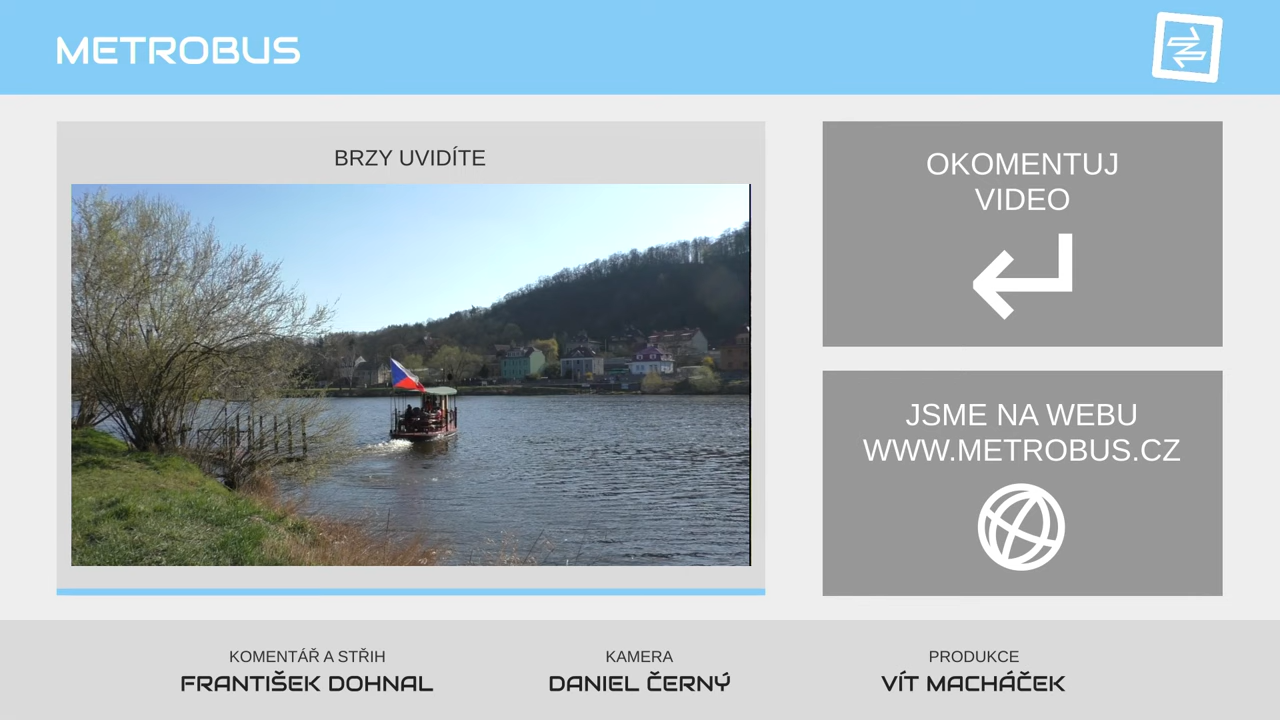 METROBUS
BRZY UVIDÍTE
OKOMENTUJ
VIDEO
JSME NA WEBU
WWW.METROBUS.CZ
KOMENTÁŘ A STŘIH
FRANTIŠEK DOHNAL
KAMERA
DANIEL ČERNÝ
PRODUKCE
VÍT MACHÁČEK